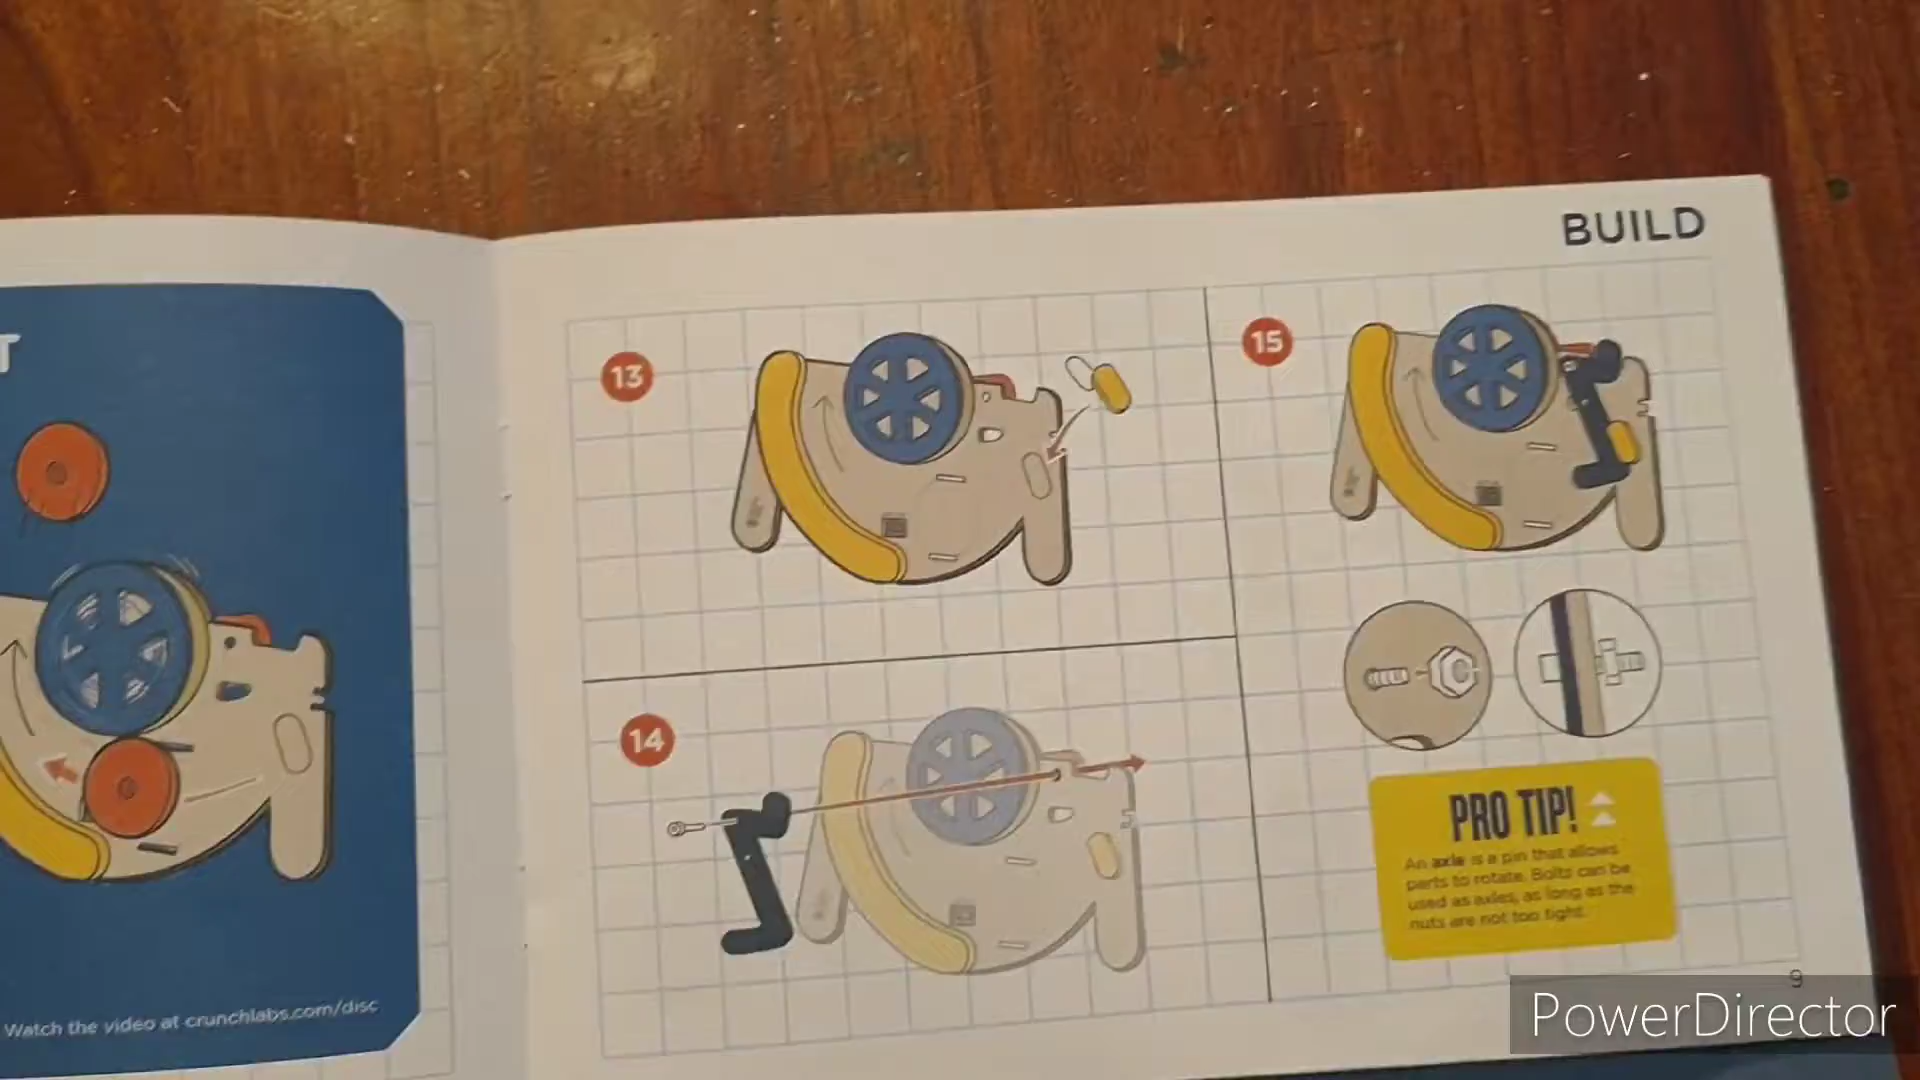 T
Watch the video at crunchlabs.com/disc
BUILD
13
14
15
PRO TIP!
An axle is a pin that allows
parts to rotate. Bolts can be
used as axles, as long as the
nuts are not too tight.
9
PowerDirector